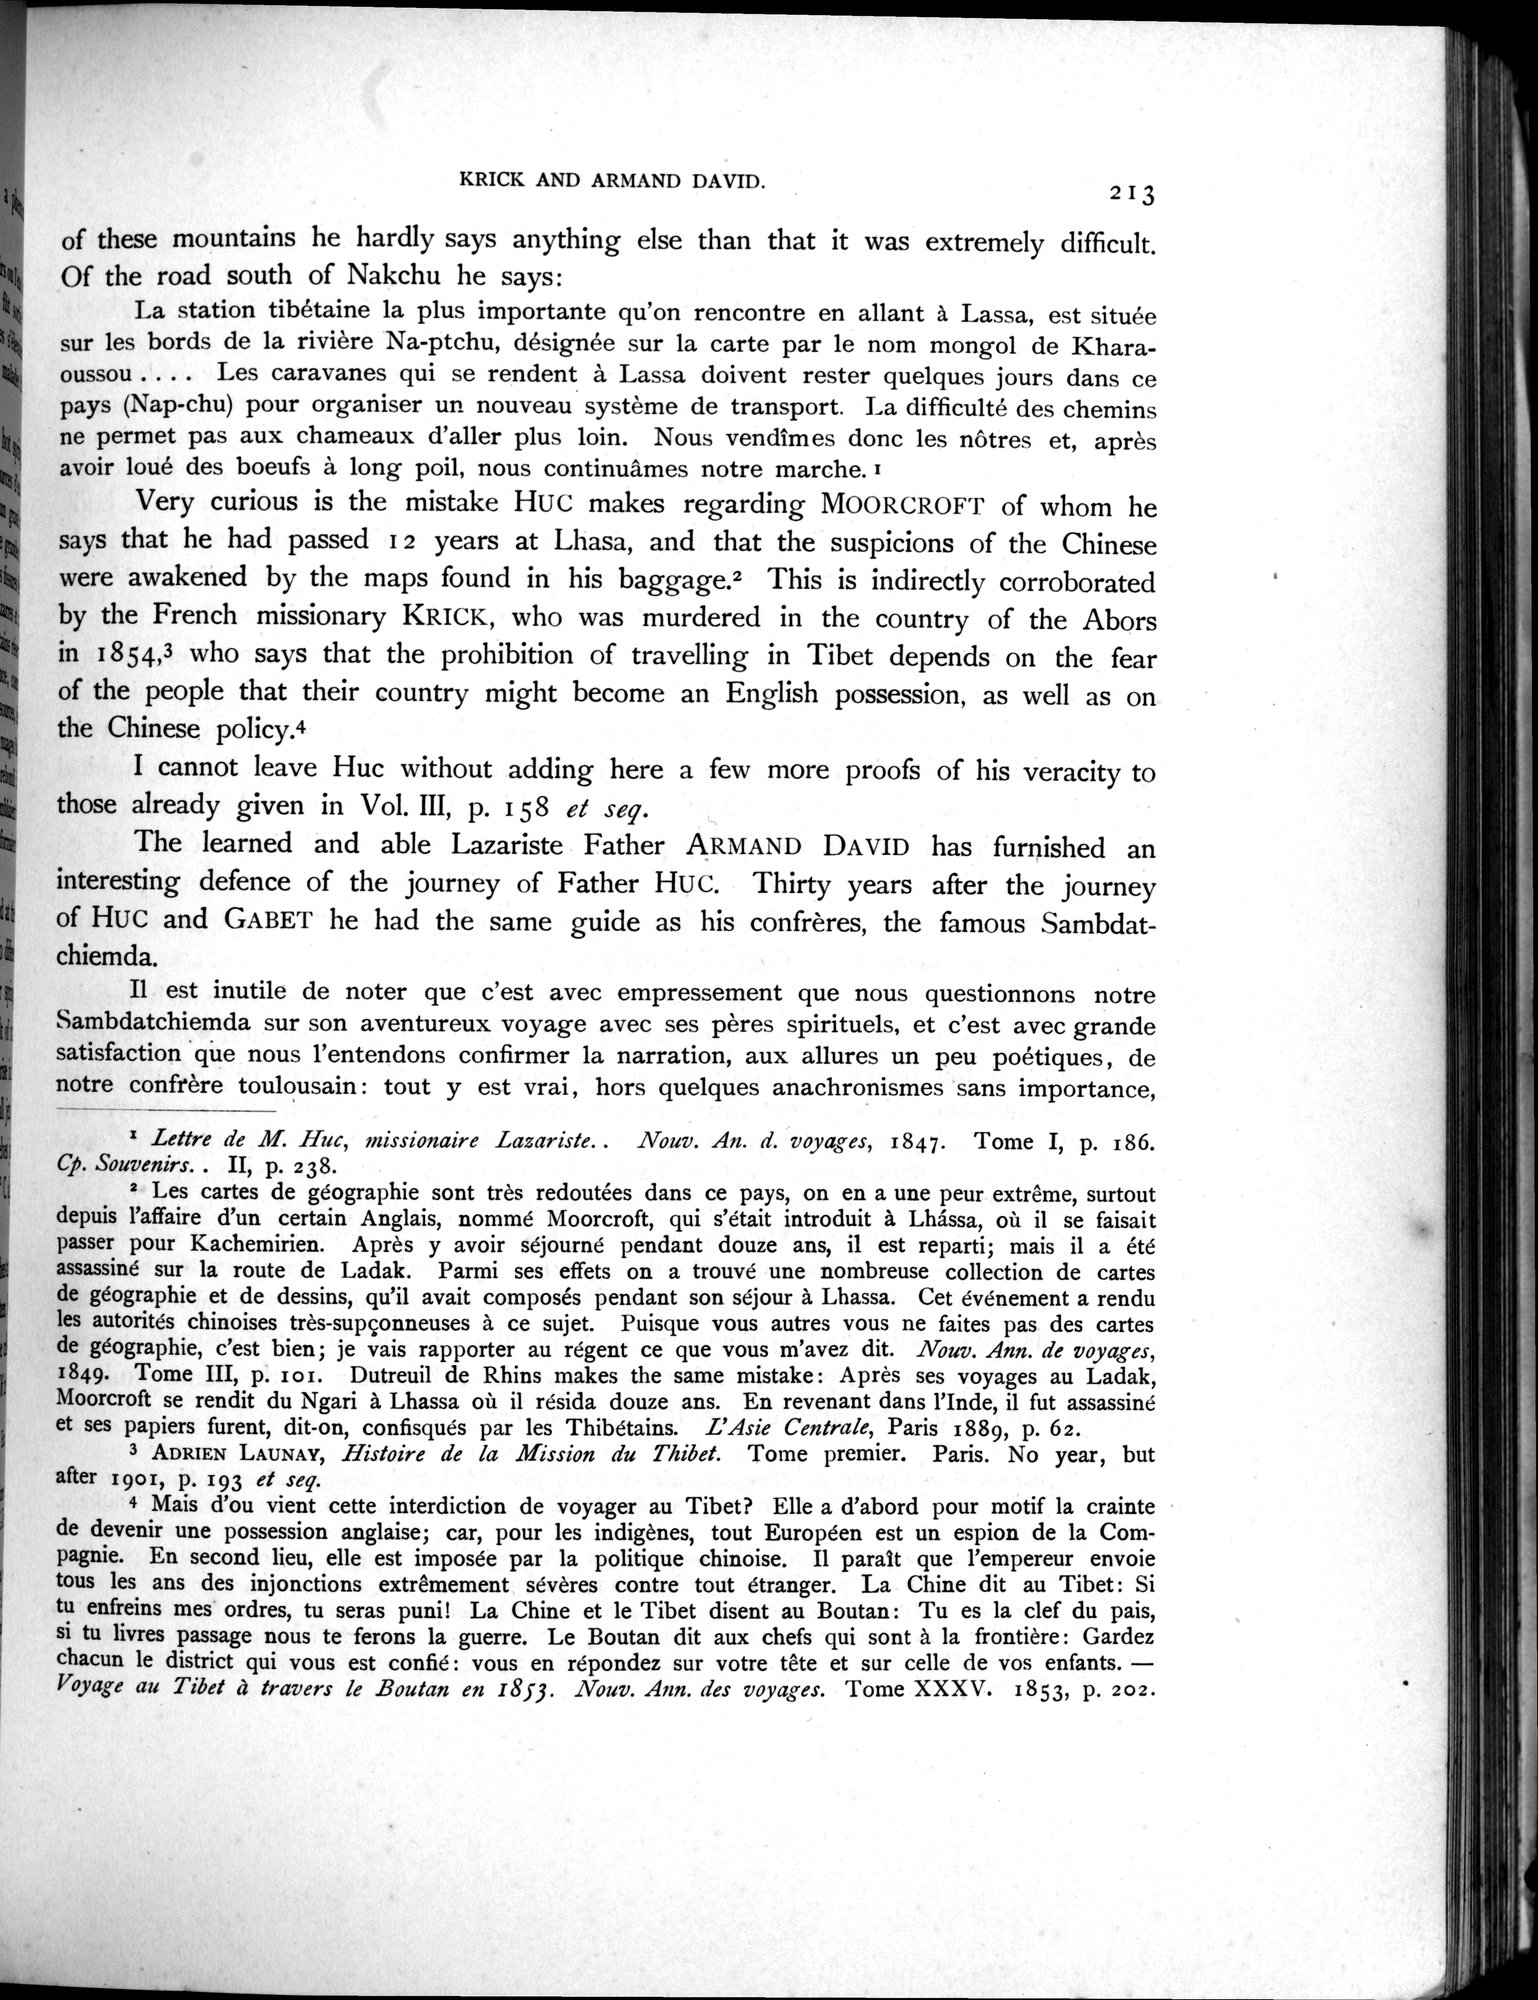 KRICK AND ARMAND DAVID.
213
of these mountains he hardly says anything else than that it was extremely difficult.
Of the road south of Nakchu he says:
La station tibétaine la plus importante qu'on rencontre en allant à Lassa, est située
sur les bords de la rivière Na-ptchu, désignée sur la carte par le nom mongol de Khara-
oussou . . . . Les caravanes qui se rendent à Lassa doivent rester quelques jours dans ce
pays (Nap-chu) pour organiser un nouveau système de transport. La difficulté des chemins
ne permet pas aux chameaux d'aller plus loin. Nous vendîmes donc les nôtres et, après
avoir loué des boeufs à long poil, nous continuâmes notre marche. ¹
Very curious is the mistake HUC makes regarding MOORCROFT of whom he
says that he had passed 12 years at Lhasa, and that the suspicions of the Chinese
were awakened by the maps found in his baggage.² This is indirectly corroborated
by the French missionary KRICK, who was murdered in the country of the Abors
in 1854,³ who says that the prohibition of travelling in Tibet depends on the fear
of the people that their country might become an English possession, as well as on
the Chinese policy.⁴
I cannot leave Huc without adding here a few more proofs of his veracity to
those already given in Vol. III, p. 158 et seq.
The learned and able Lazariste Father ARMAND DAVID has furnished an
interesting defence of the journey of Father HUC. Thirty years after the journey
of HUC and GABET he had the same guide as his confrères, the famous Sambdat-
chiemda.
Il est inutile de noter que c'est avec empressement que nous questionnons notre
Sambdatchiemda sur son aventureux voyage avec ses pères spirituels, et c'est avec grande
satisfaction que nous l'entendons confirmer la narration, aux allures un peu poétiques, de
notre confrère toulousain: tout y est vrai, hors quelques anachronismes sans importance,
¹ Lettre de M. Huc, missionaire Lazariste. . Nouv. An. d. voyages, 1847. Tome I, p. 186.
Cp. Souvenirs. . II, p. 238.
² Les cartes de géographie sont très redoutées dans ce pays, on en a une peur extrême, surtout
depuis l'affaire d'un certain Anglais, nommé Moorcroft, qui s'était introduit à Lhássa, où il se faisait
passer pour Kachemirien. Après y avoir séjourné pendant douze ans, il est reparti; mais il a été
assassiné sur la route de Ladak. Parmi ses effets on a trouvé une nombreuse collection de cartes
de géographie et de dessins, qu'il avait composés pendant son séjour à Lhassa. Cet événement a rendu
les autorités chinoises très-supçonneuses à ce sujet. Puisque vous autres vous ne faites pas des cartes
de géographie, c'est bien; je vais rapporter au régent ce que vous m'avez dit. Nouv. Ann. de voyages,
1849. Tome III, p. 101. Dutreuil de Rhins makes the same mistake: Après ses voyages au Ladak,
Moorcroft se rendit du Ngari à Lhassa où il résida douze ans. En revenant dans l'Inde, il fut assassiné
et ses papiers furent, dit-on, confisqués par les Thibétains. L'Asie Centrale, Paris 1889, p. 62.
³ ADRIEN LAUNAY, Histoire de la Mission du Thibet. Tome premier. Paris. No year, but
after 1901, p. 193 et seq.
⁴ Mais d'ou vient cette interdiction de voyager au Tibet? Elle a d'abord pour motif la crainte
de devenir une possession anglaise; car, pour les indigènes, tout Européen est un espion de la Com-
pagnie. En second lieu, elle est imposée par la politique chinoise. Il paraît que l'empereur envoie
tous les ans des injonctions extrêmement sévères contre tout étranger. La Chine dit au Tibet: Si
tu enfreins mes ordres, tu seras puni! La Chine et le Tibet disent au Boutan: Tu es la clef du pais,
si tu livres passage nous te ferons la guerre. Le Boutan dit aux chefs qui sont à la frontière: Gardez
chacun le district qui vous est confié: vous en répondez sur votre tête et sur celle de vos enfants. —
Voyage au Tibet à travers le Boutan en 1853. Nouv. Ann. des voyages. Tome XXXV. 1853, p. 202.